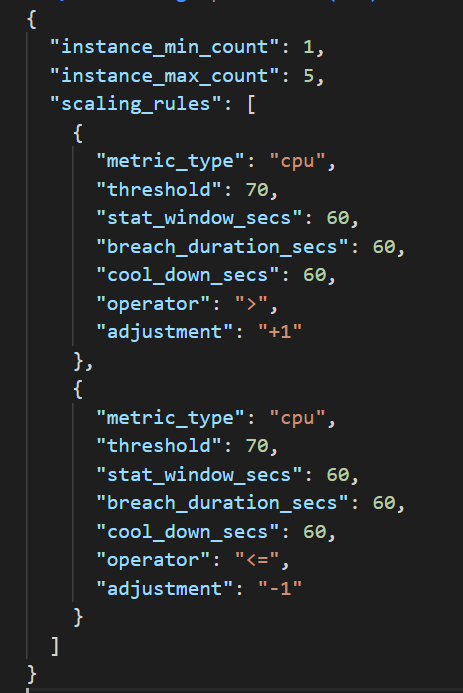 {
  "instance_min_count": 1,
  "instance_max_count": 5,
  "scaling_rules": [
    {
      "metric_type": "cpu",
      "threshold": 70,
      "stat_window_secs": 60,
      "breach_duration_secs": 60,
      "cool_down_secs": 60,
      "operator": ">",
      "adjustment": "+1"
    },
    {
      "metric_type": "cpu",
      "threshold": 70,
      "stat_window_secs": 60,
      "breach_duration_secs": 60,
      "cool_down_secs": 60,
      "operator": "<=",
      "adjustment": "-1"
    }
  ]
}